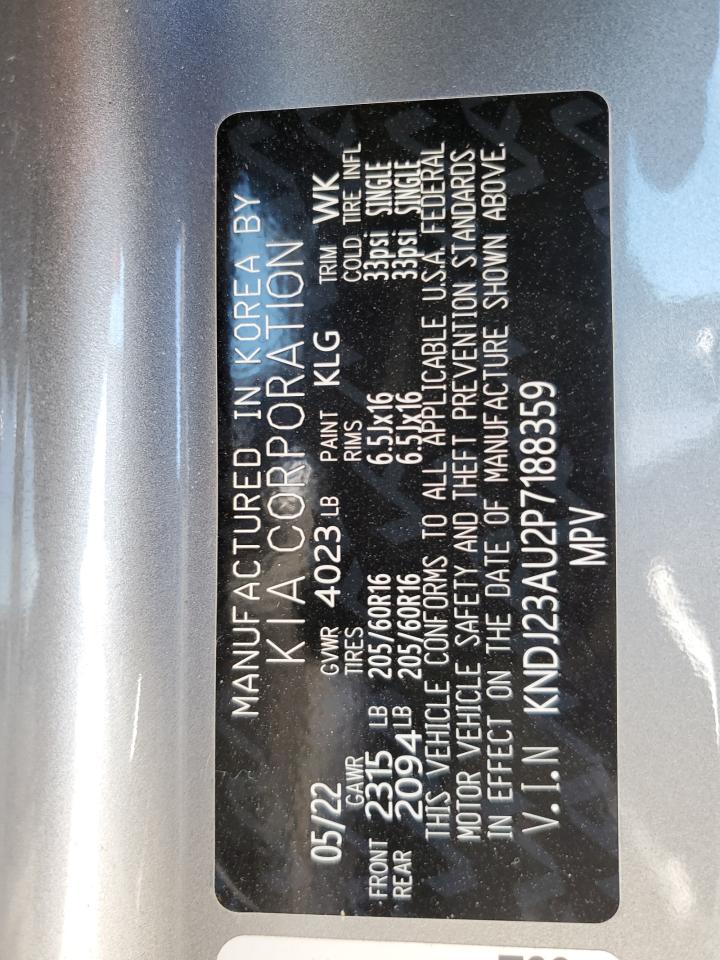 MANUFACTURED IN KOREA BY
KIA CORPORATION
05/22 GVWR 4023 LB PAINT KLG TRIM WK
GAWR TIRES RIMS COLD TIRE INFL
FRONT 2315 LB 205/60R16 6.5Jx16 33psi SINGLE
REAR 2094 LB 205/60R16 6.5Jx16 33psi SINGLE
THIS VEHICLE CONFORMS TO ALL APPLICABLE U.S.A. FEDERAL
MOTOR VEHICLE SAFETY AND THEFT PREVENTION STANDARDS
IN EFFECT ON THE DATE OF MANUFACTURE SHOWN ABOVE.
V.I.N KNDJ23AU2P7188359
MPV